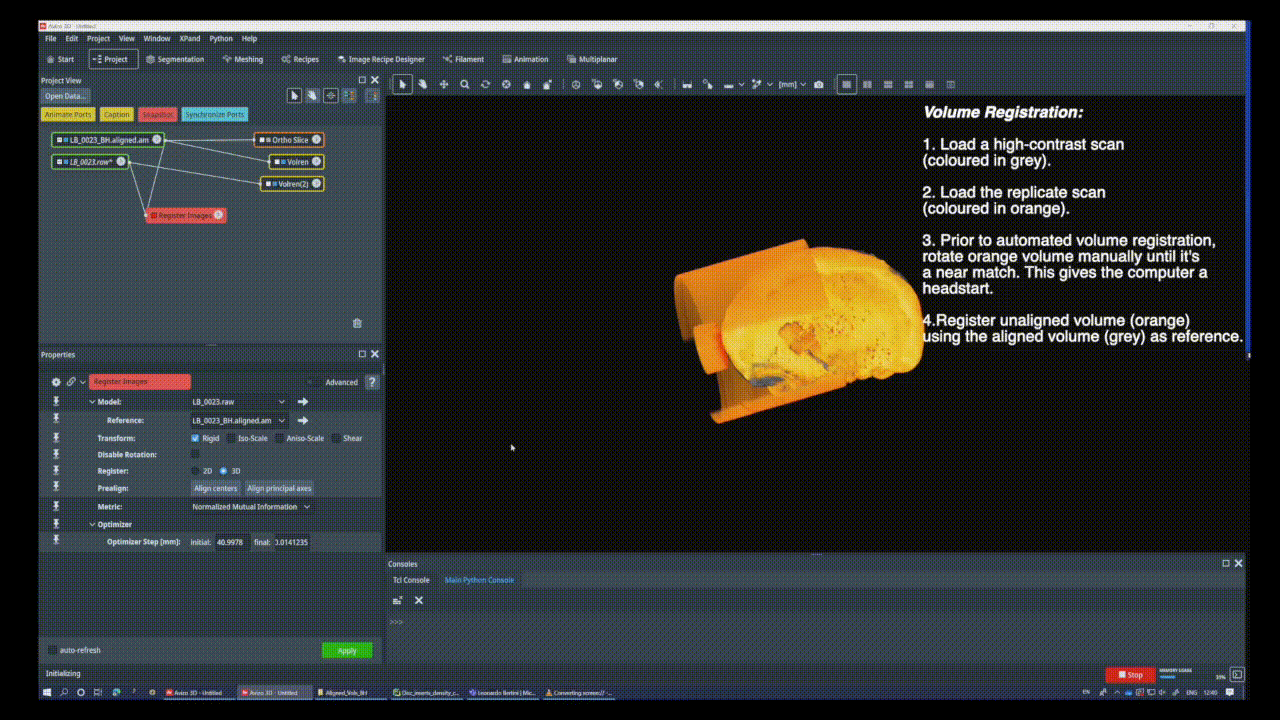 Avizo 3D - Untitled
File Edit Project View Window XPand Python Help
Start Project Segmentation Meshing Recipes Image Recipe Designer Filament Animation Multiplanar
Project View
Open Data...
Animate Ports Caption Snapshot Synchronize Ports
LB_0023_BH.aligned.am
Ortho Slice
LB_0023.raw*
Volren
Volren(2)
Register Images
[mm]
Volume Registration:
1. Load a high-contrast scan
(coloured in grey).
2. Load the replicate scan
(coloured in orange).
3. Prior to automated volume registration,
rotate orange volume manually until it's
a near match. This gives the computer a
headstart.
4.Register unaligned volume (orange)
using the aligned volume (grey) as reference.
Properties
Register Images Advanced ?
Model: LB_0023.raw
Reference: LB_0023_BH.aligned.am
Transform: Rigid Iso-Scale Aniso-Scale Shear
Disable Rotation:
Register: 2D 3D
Prealign: Align centers Align principal axes
Metric: Normalized Mutual Information
Optimizer
Optimizer Step [mm]: initial: 40.9978 final: 0.0141235
auto-refresh Apply
Consoles
Tcl Console Main Python Console
>>>
Initializing
Stop MEMORY USAGE 31%
Avizo 3D - Untitled Avizo 3D - Untitled Aligned_Vols_BH Disc_inserts_density_c... Leonardo Bertini | Mic... Converting screen:// -...
EN ENG 12:40